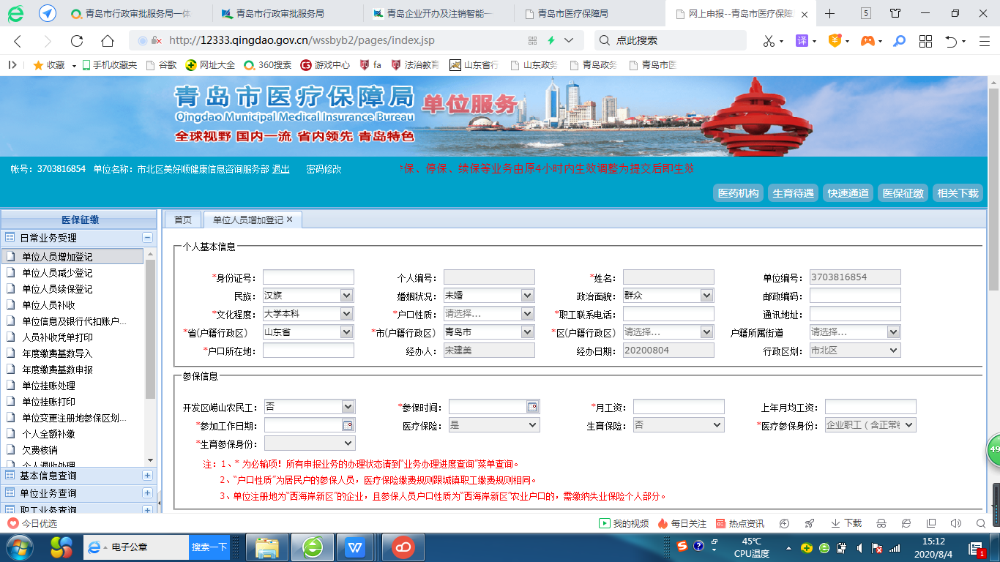 青岛市行政审批服务局一体 青岛市行政审批服务局 青岛企业开办及注销智能一 青岛市医疗保障局 网上申报--青岛市医疗保障 5
http://12333.qingdao.gov.cn/wssbyb2/pages/index.jsp 点此搜索 译
收藏 手机收藏夹 谷歌 网址大全 360搜索 游戏中心 fa 法治教育 山东省行 山东政务 青岛政务 青岛市医
青岛市医疗保障局 单位服务
Qingdao Municipal Medical Insurance Bureau
全球视野 国内一流 省内领先 青岛特色
帐号：3703816854 单位名称：市北区美好顺健康信息咨询服务部 退出 密码修改 保、停保、续保等业务由原4小时内生效调整为提交后即生效
医药机构 生育待遇 快速通道 医保征缴 相关下载
医保征缴
日常业务受理
单位人员增加登记
单位人员减少登记
单位人员续保登记
单位人员补收
单位信息及银行代扣账户...
人员补收凭单打印
年度缴费基数导入
年度缴费基数申报
单位挂账处理
单位挂账打印
单位变更注册地参保区划...
个人全额补缴
欠费核销
个人退收处理
基本信息查询
单位业务查询
职工业务查询
首页 单位人员增加登记
个人基本信息
*身份证号： 个人编号： *姓名： 单位编号： 3703816854
民族： 汉族 婚姻状况： 未婚 政治面貌： 群众 邮政编码：
*文化程度： 大学本科 *户口性质： 请选择... *职工联系电话： 通讯地址：
*省(户籍行政区) 山东省 *市(户籍行政区) 青岛市 *区(户籍行政区) 请选择... 户籍所属街道 请选择...
*户口所在地： 经办人： 宋建美 经办日期： 20200804 行政区划： 市北区
参保信息
开发区崂山农民工： 否 *参保时间： *月工资： 上年月均工资：
*参加工作日期： 医疗保险： 是 生育保险： 否 *医疗参保身份： 企业职工（含正常缴
*生育参保身份：
注：1、* 为必输项！所有申报业务的办理状态请到“业务办理进度查询”菜单查询。
2、“户口性质”为居民户的参保人员，医疗保险缴费规则跟城镇职工缴费规则相同。
3、单位注册地为“西海岸新区”的企业，且参保人员户口性质为“西海岸新区”农业户口的，需缴纳失业保险个人部分。
49
今日优选 我的视频 每日关注 热点资讯 下载
电子公章 搜索一下 45℃ CPU温度 15:12 2020/8/4 1